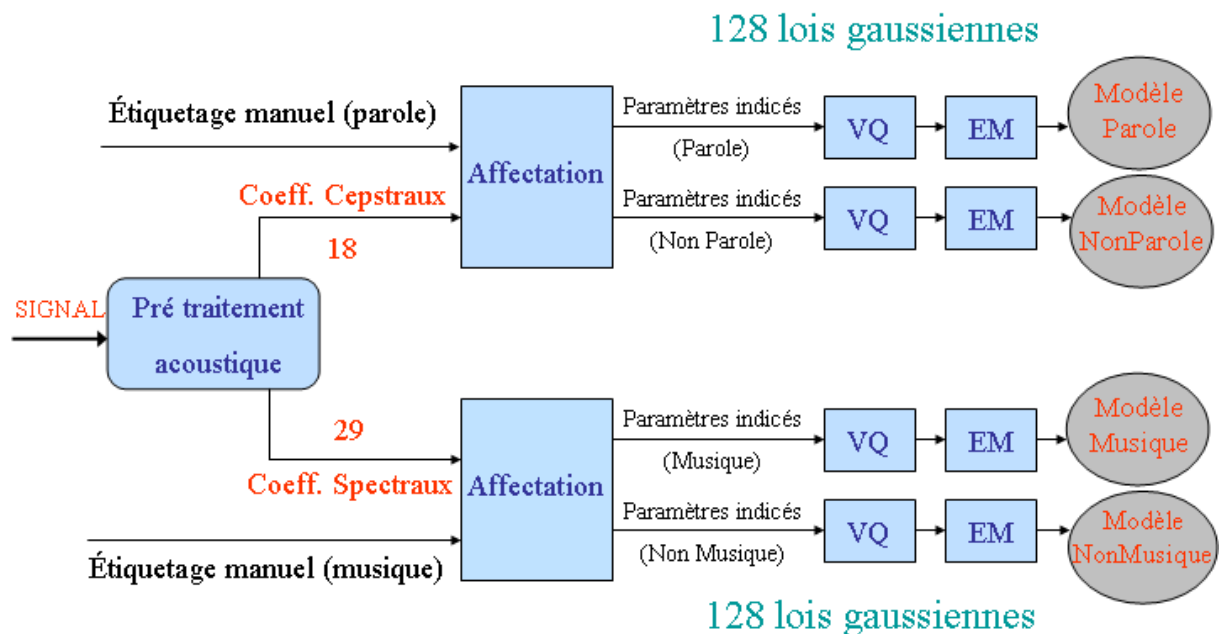 128 lois gaussiennes
Étiquetage manuel (parole)
Coeff. Cepstraux
18
Affectation
Paramètres indicés
(Parole)
VQ
EM
Modèle
Parole
Paramètres indicés
(Non Parole)
VQ
EM
Modèle
NonParole
SIGNAL
Pré traitement
acoustique
29
Coeff. Spectraux
Étiquetage manuel (musique)
Affectation
Paramètres indicés
(Musique)
VQ
EM
Modèle
Musique
Paramètres indicés
(Non Musique)
VQ
EM
Modèle
NonMusique
128 lois gaussiennes